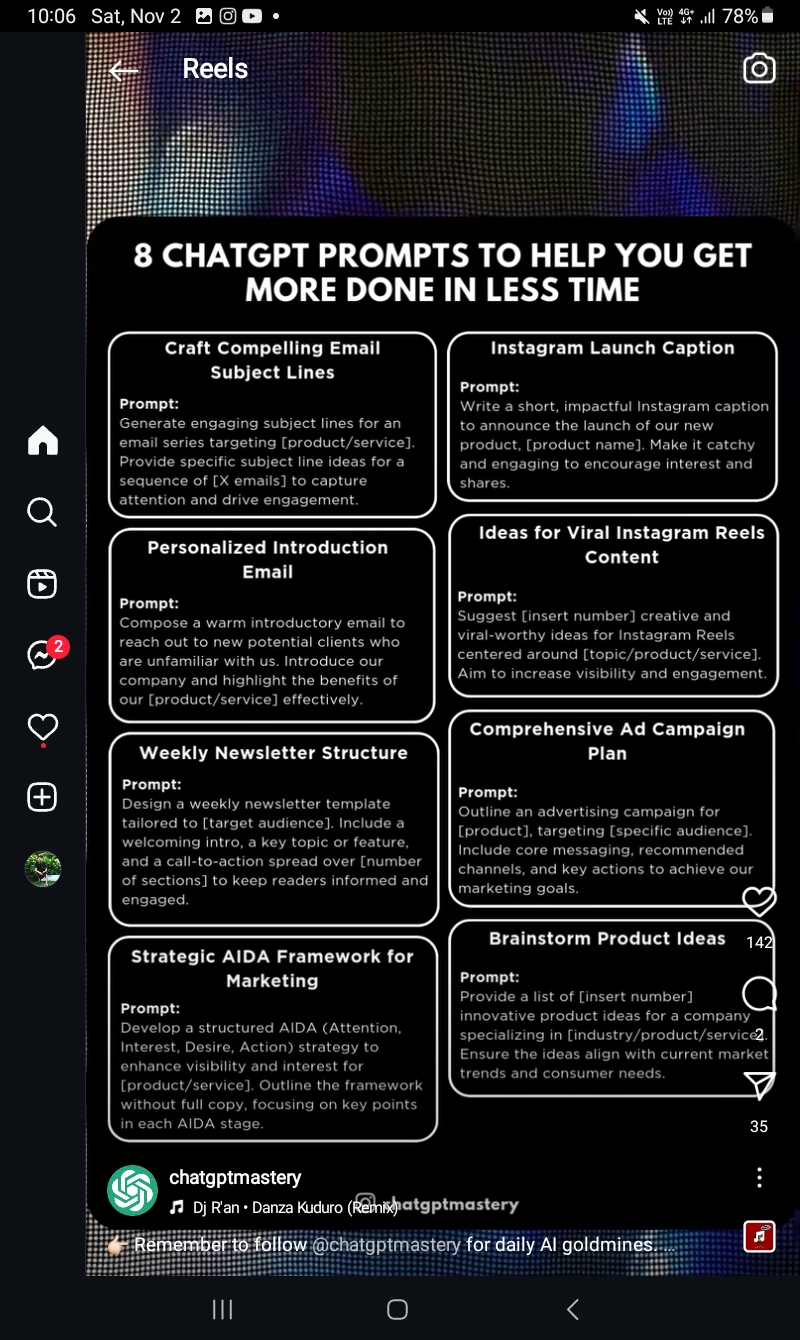 10:06 Sat, Nov 2
Vo) LTE 4G+ 78%
Reels
8 CHATGPT PROMPTS TO HELP YOU GET
MORE DONE IN LESS TIME
Craft Compelling Email
Subject Lines
Prompt:
Generate engaging subject lines for an
email series targeting [product/service].
Provide specific subject line ideas for a
sequence of [X emails] to capture
attention and drive engagement.
Personalized Introduction
Email
Prompt:
Compose a warm introductory email to
reach out to new potential clients who
are unfamiliar with us. Introduce our
company and highlight the benefits of
our [product/service] effectively.
Weekly Newsletter Structure
Prompt:
Design a weekly newsletter template
tailored to [target audience]. Include a
welcoming intro, a key topic or feature,
and a call-to-action spread over [number
of sections] to keep readers informed and
engaged.
Strategic AIDA Framework for
Marketing
Prompt:
Develop a structured AIDA (Attention,
Interest, Desire, Action) strategy to
enhance visibility and interest for
[product/service]. Outline the framework
without full copy, focusing on key points
in each AIDA stage.
Instagram Launch Caption
Prompt:
Write a short, impactful Instagram caption
to announce the launch of our new
product, [product name]. Make it catchy
and engaging to encourage interest and
shares.
Ideas for Viral Instagram Reels
Content
Prompt:
Suggest [insert number] creative and
viral-worthy ideas for Instagram Reels
centered around [topic/product/service].
Aim to increase visibility and engagement.
Comprehensive Ad Campaign
Plan
Prompt:
Outline an advertising campaign for
[product], targeting [specific audience].
Include core messaging, recommended
channels, and key actions to achieve our
marketing goals.
Brainstorm Product Ideas
Prompt:
Provide a list of [insert number]
innovative product ideas for a company
specializing in [industry/product/service].
Ensure the ideas align with current market
trends and consumer needs.
2
142
2
35
chatgptmastery
Dj R'an • Danza Kuduro (Remix)
chatgptmastery
Remember to follow @chatgptmastery for daily AI goldmines. ...